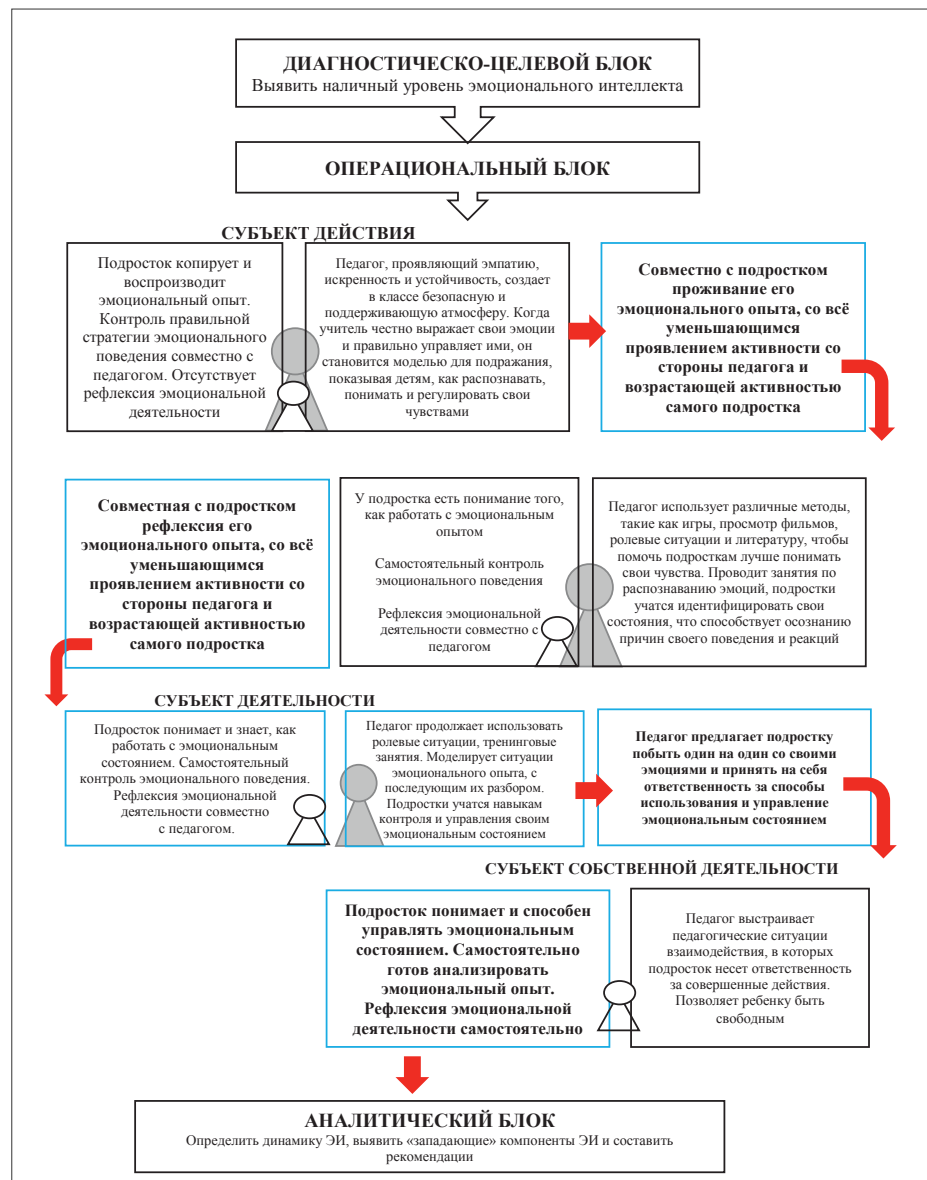 ДИАГНОСТИЧЕСКО-ЦЕЛЕВОЙ БЛОК
Выявить наличный уровень эмоционального интеллекта
ОПЕРАЦИОНАЛЬНЫЙ БЛОК
СУБЪЕКТ ДЕЙСТВИЯ
Подросток копирует и
воспроизводит
эмоциональный опыт.
Контроль правильной
стратегии эмоционального
поведения совместно с
педагогом. Отсутствует
рефлексия эмоциональной
деятельности
Педагог, проявляющий эмпатию,
искренность и устойчивость, создает
в классе безопасную и
поддерживающую атмосферу. Когда
учитель честно выражает свои эмоции
и правильно управляет ими, он
становится моделью для подражания,
показывая детям, как распознавать,
понимать и регулировать свои
чувствами
Совместно с подростком
проживание его
эмоционального опыта, со всё
уменьшающимся
проявлением активности со
стороны педагога и
возрастающей активностью
самого подростка
Совместная с подростком
рефлексия его
эмоционального опыта, со всё
уменьшающимся
проявлением активности со
стороны педагога и
возрастающей активностью
самого подростка
У подростка есть понимание того,
как работать с эмоциональным
опытом
Самостоятельный контроль
эмоционального поведения
Рефлексия эмоциональной
деятельности совместно с
педагогом
Педагог использует различные методы,
такие как игры, просмотр фильмов,
ролевые ситуации и литературу, чтобы
помочь подросткам лучше понимать
свои чувства. Проводит занятия по
распознаванию эмоций, подростки
учатся идентифицировать свои
состояния, что способствует осознанию
причин своего поведения и реакций
СУБЪЕКТ ДЕЯТЕЛЬНОСТИ
Подросток понимает и знает, как
работать с эмоциональным
состоянием. Самостоятельный
контроль эмоционального поведения.
Рефлексия эмоциональной
деятельности совместно
с педагогом.
Педагог продолжает использовать
ролевые ситуации, тренинговые
занятия. Моделирует ситуации
эмоционального опыта, с
последующим их разбором.
Подростки учатся навыкам
контроля и управления своим
эмоциональным состоянием
Педагог предлагает подростку
побыть один на один со своими
эмоциями и принять на себя
ответственность за способы
использования и управление
эмоциональным состоянием
СУБЪЕКТ СОБСТВЕННОЙ ДЕЯТЕЛЬНОСТИ
Подросток понимает и способен
управлять эмоциональным
состоянием. Самостоятельно
готов анализировать
эмоциональный опыт.
Рефлексия эмоциональной
деятельности самостоятельно
Педагог выстраивает
педагогические ситуации
взаимодействия, в которых
подросток несет ответственность
за совершенные действия.
Позволяет ребенку быть
свободным
АНАЛИТИЧЕСКИЙ БЛОК
Определить динамику ЭИ, выявить «западающие» компоненты ЭИ и составить
рекомендации